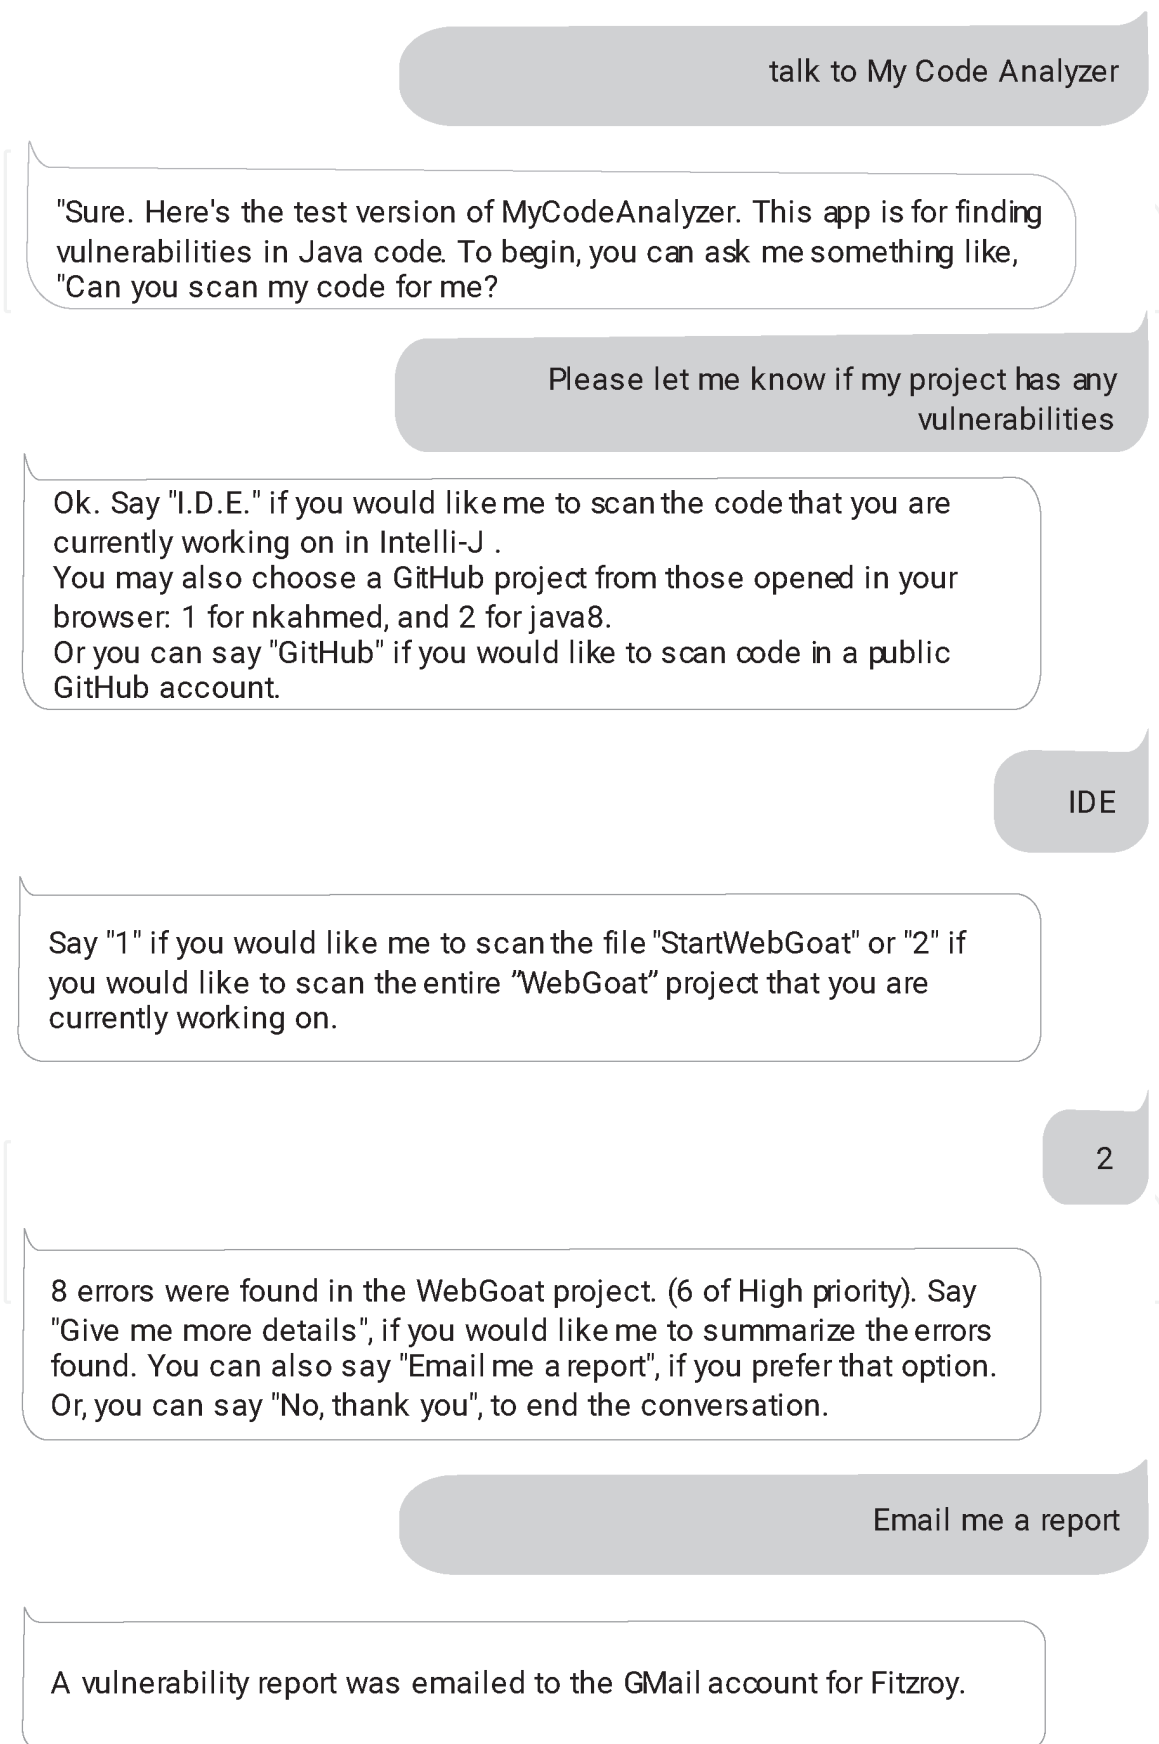 talk to My Code Analyzer
"Sure. Here's the test version of MyCodeAnalyzer. This app is for finding
vulnerabilities in Java code. To begin, you can ask me something like,
"Can you scan my code for me?
Please let me know if my project has any
vulnerabilities
Ok. Say "I.D.E." if you would like me to scan the code that you are
currently working on in Intelli-J .
You may also choose a GitHub project from those opened in your
browser: 1 for nkahmed, and 2 for java8.
Or you can say "GitHub" if you would like to scan code in a public
GitHub account.
IDE
Say "1" if you would like me to scan the file "StartWebGoat" or "2" if
you would like to scan the entire ”WebGoat” project that you are
currently working on.
2
8 errors were found in the WebGoat project. (6 of High priority). Say
"Give me more details", if you would like me to summarize the errors
found. You can also say "Email me a report", if you prefer that option.
Or, you can say "No, thank you", to end the conversation.
Email me a report
A vulnerability report was emailed to the GMail account for Fitzroy.